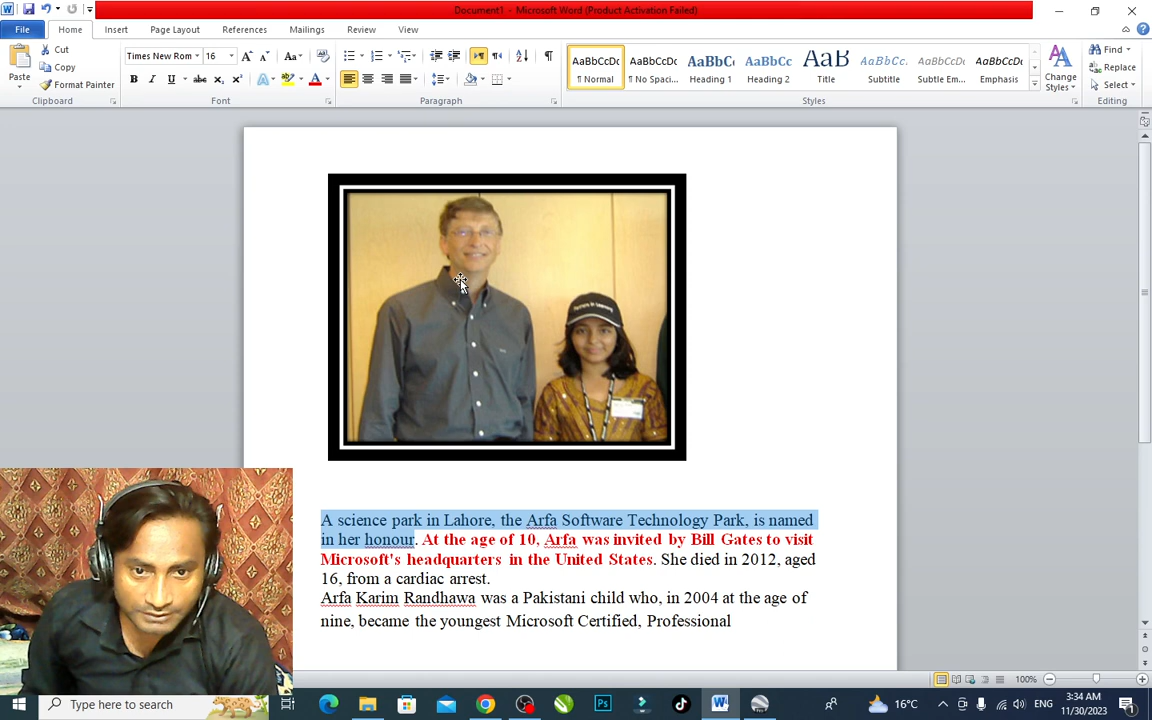 Document1 - Microsoft Word (Product Activation Failed)
File Home Insert Page Layout References Mailings Review View
Paste
Cut
Copy
Format Painter
Clipboard
Times New Rom 16
Font
Paragraph
AaBbCcDc AaBbCcDc AaBbC AaBbCc AaB AaBbCc. AaBbCcDc AaBbCcDc
¶ Normal ¶ No Spaci... Heading 1 Heading 2 Title Subtitle Subtle Em... Emphasis
Styles
Change
Styles
Find
Replace
Select
Editing
Partners in Learning
A science park in Lahore, the Arfa Software Technology Park, is named
in her honour. At the age of 10, Arfa was invited by Bill Gates to visit
Microsoft's headquarters in the United States. She died in 2012, aged
16, from a cardiac arrest.
Arfa Karim Randhawa was a Pakistani child who, in 2004 at the age of
nine, became the youngest Microsoft Certified, Professional
100%
Type here to search
Ps
16°C
ENG
3:34 AM
11/30/2023